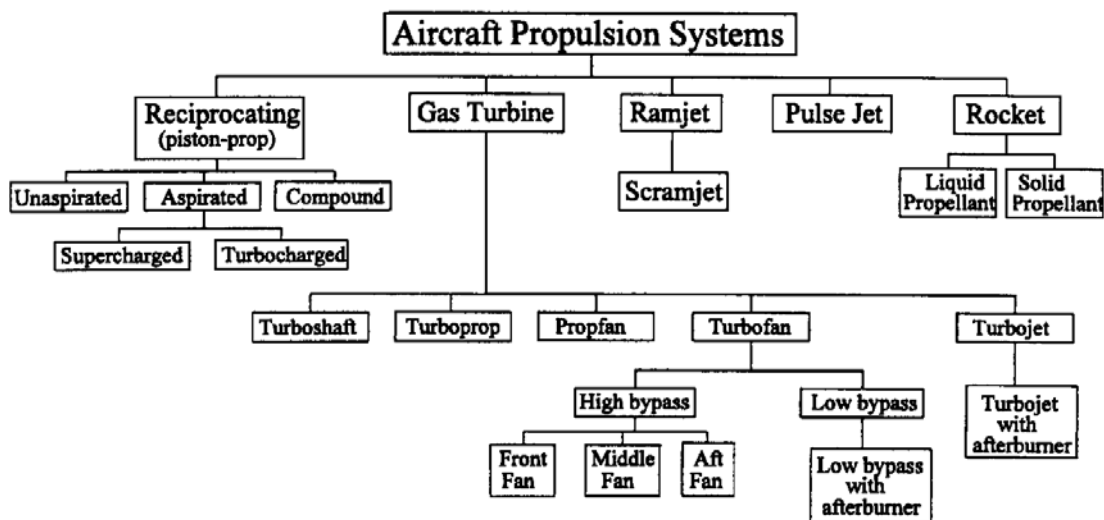 Aircraft Propulsion Systems
Reciprocating
(piston-prop)
Gas Turbine
Ramjet
Pulse Jet
Rocket
Unaspirated
Aspirated
Compound
Scramjet
Liquid
Propellant
Solid
Propellant
Supercharged
Turbocharged
Turboshaft
Turboprop
Propfan
Turbofan
Turbojet
High bypass
Low bypass
Turbojet
with
afterburner
Front
Fan
Middle
Fan
Aft
Fan
Low bypass
with
afterburner